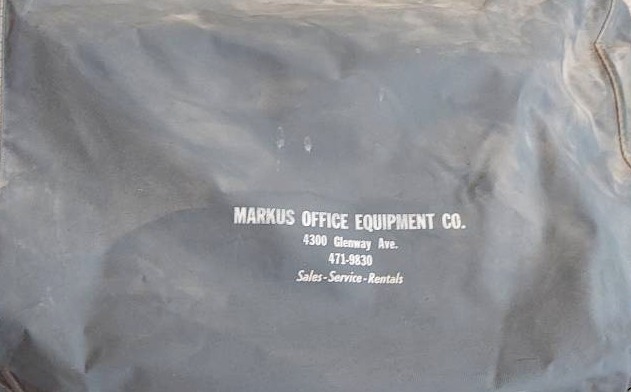 MARKUS OFFICE EQUIPMENT CO.
4300 Glenway Ave.
471-9830
Sales-Service-Rentals